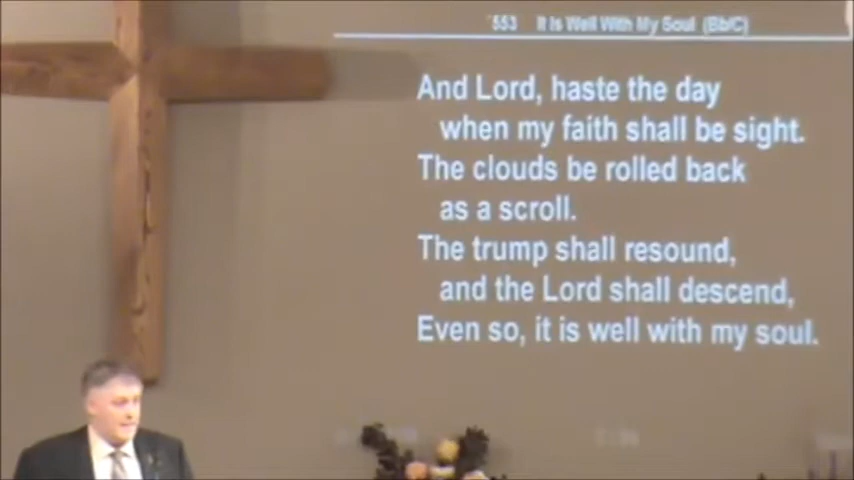 553 It Is Well With My Soul (Bb/C)
And Lord, haste the day
when my faith shall be sight.
The clouds be rolled back
as a scroll.
The trump shall resound,
and the Lord shall descend,
Even so, it is well with my soul.